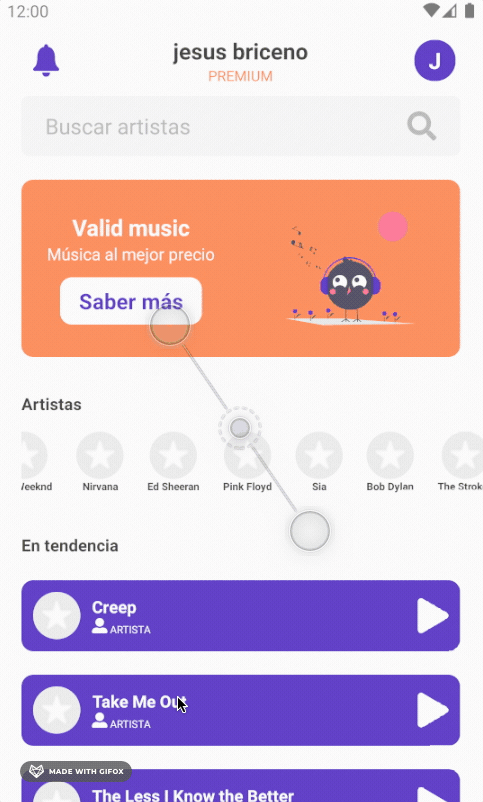 12:00
jesus briceno
PREMIUM
J
Buscar artistas
Valid music
Música al mejor precio
Saber más
Artistas
Weeknd Nirvana Ed Sheeran Pink Floyd Sia Bob Dylan The Strok
En tendencia
Creep
ARTISTA
Take Me Out
ARTISTA
MADE WITH GIFOX
The Less I Know the Better